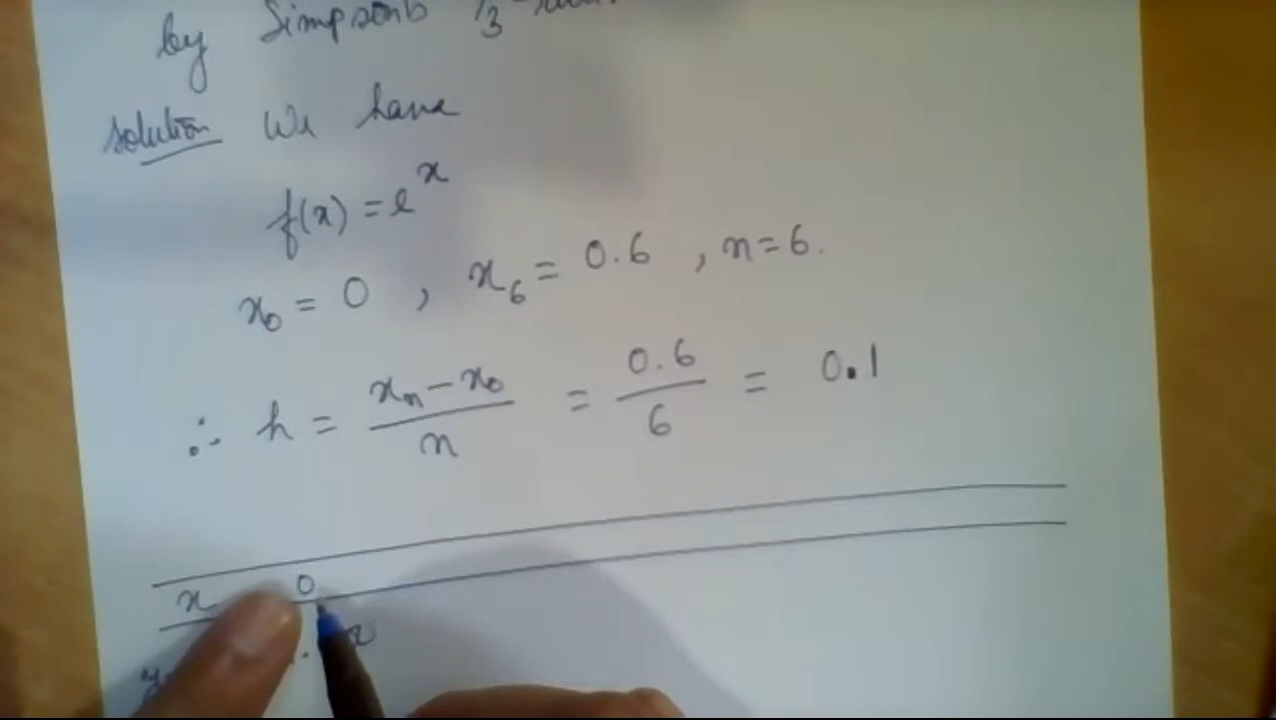 by Simpson's 1/3
solution We have
f(x) = e^x
x₀ = 0 , x₆ = 0.6 , n = 6.
∴ h = (xₙ - x₀)/n = 0.6/6 = 0.1
x 0